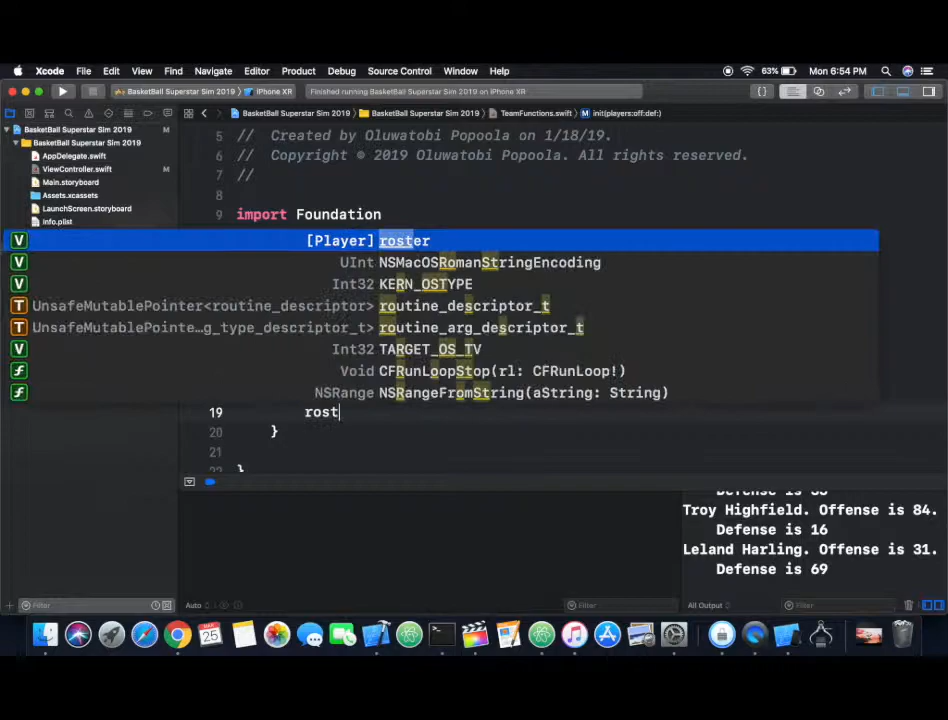 Xcode File Edit View Find Navigate Editor Product Debug Source Control Window Help 63% Mon 6:54 PM
BasketBall Superstar Sim 2019 iPhone XR Finished running BasketBall Superstar Sim 2019 on iPhone XR
BasketBall Superstar Sim 2019 BasketBall Superstar Sim 2019 TeamFunctions.swift M init(players:off:def:)
BasketBall Superstar Sim 2019 M
BasketBall Superstar Sim 2019
AppDelegate.swift
ViewController.swift M
Main.storyboard
Assets.xcassets
LaunchScreen.storyboard
Info.plist
5 // Created by Oluwatobi Popoola on 1/18/19.
6 // Copyright © 2019 Oluwatobi Popoola. All rights reserved.
7 //
8
9 import Foundation
V [Player] roster
V UInt NSMacOSRomanStringEncoding
V Int32 KERN_OSTYPE
T UnsafeMutablePointer<routine_descriptor> routine_descriptor_t
T UnsafeMutablePointe...g_type_descriptor_t> routine_arg_descriptor_t
V Int32 TARGET_OS_TV
f Void CFRunLoopStop(rl: CFRunLoop!)
f NSRange NSRangeFromString(aString: String)
19 rost
20 }
21
22 }
Defense is
Troy Highfield. Offense is 84.
Defense is 16
Leland Harling. Offense is 31.
Defense is 69
Filter Auto Filter All Output Filter